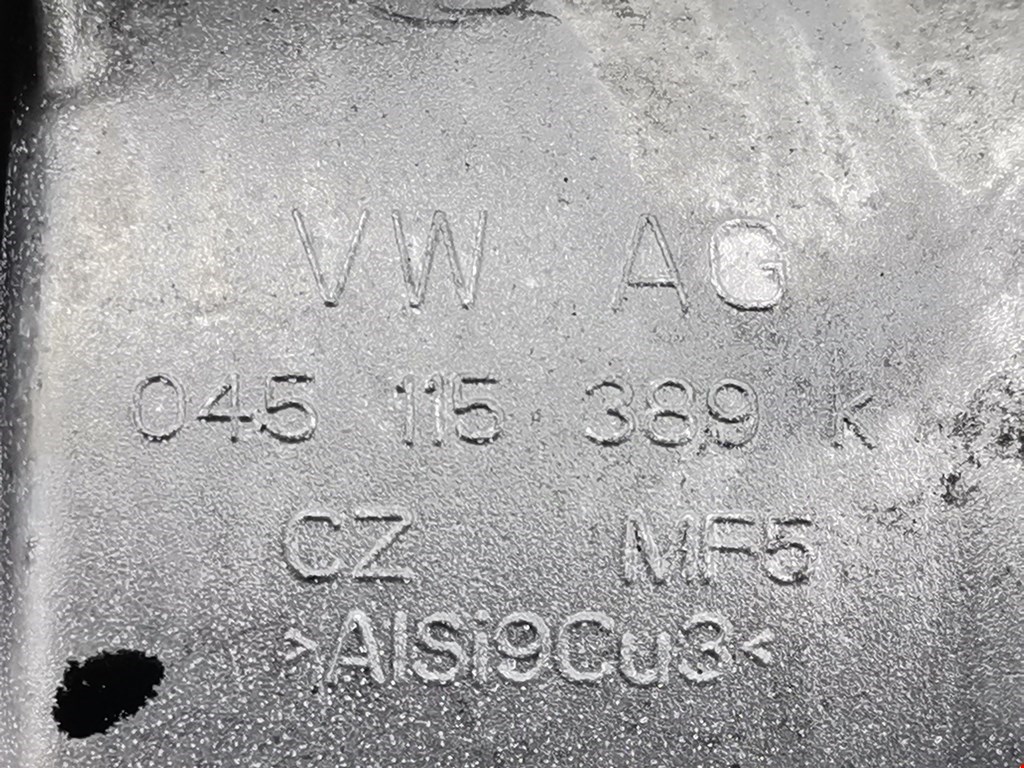 VW AG
045 115 389 K
CZ MF5
>AlSi9Cu3<